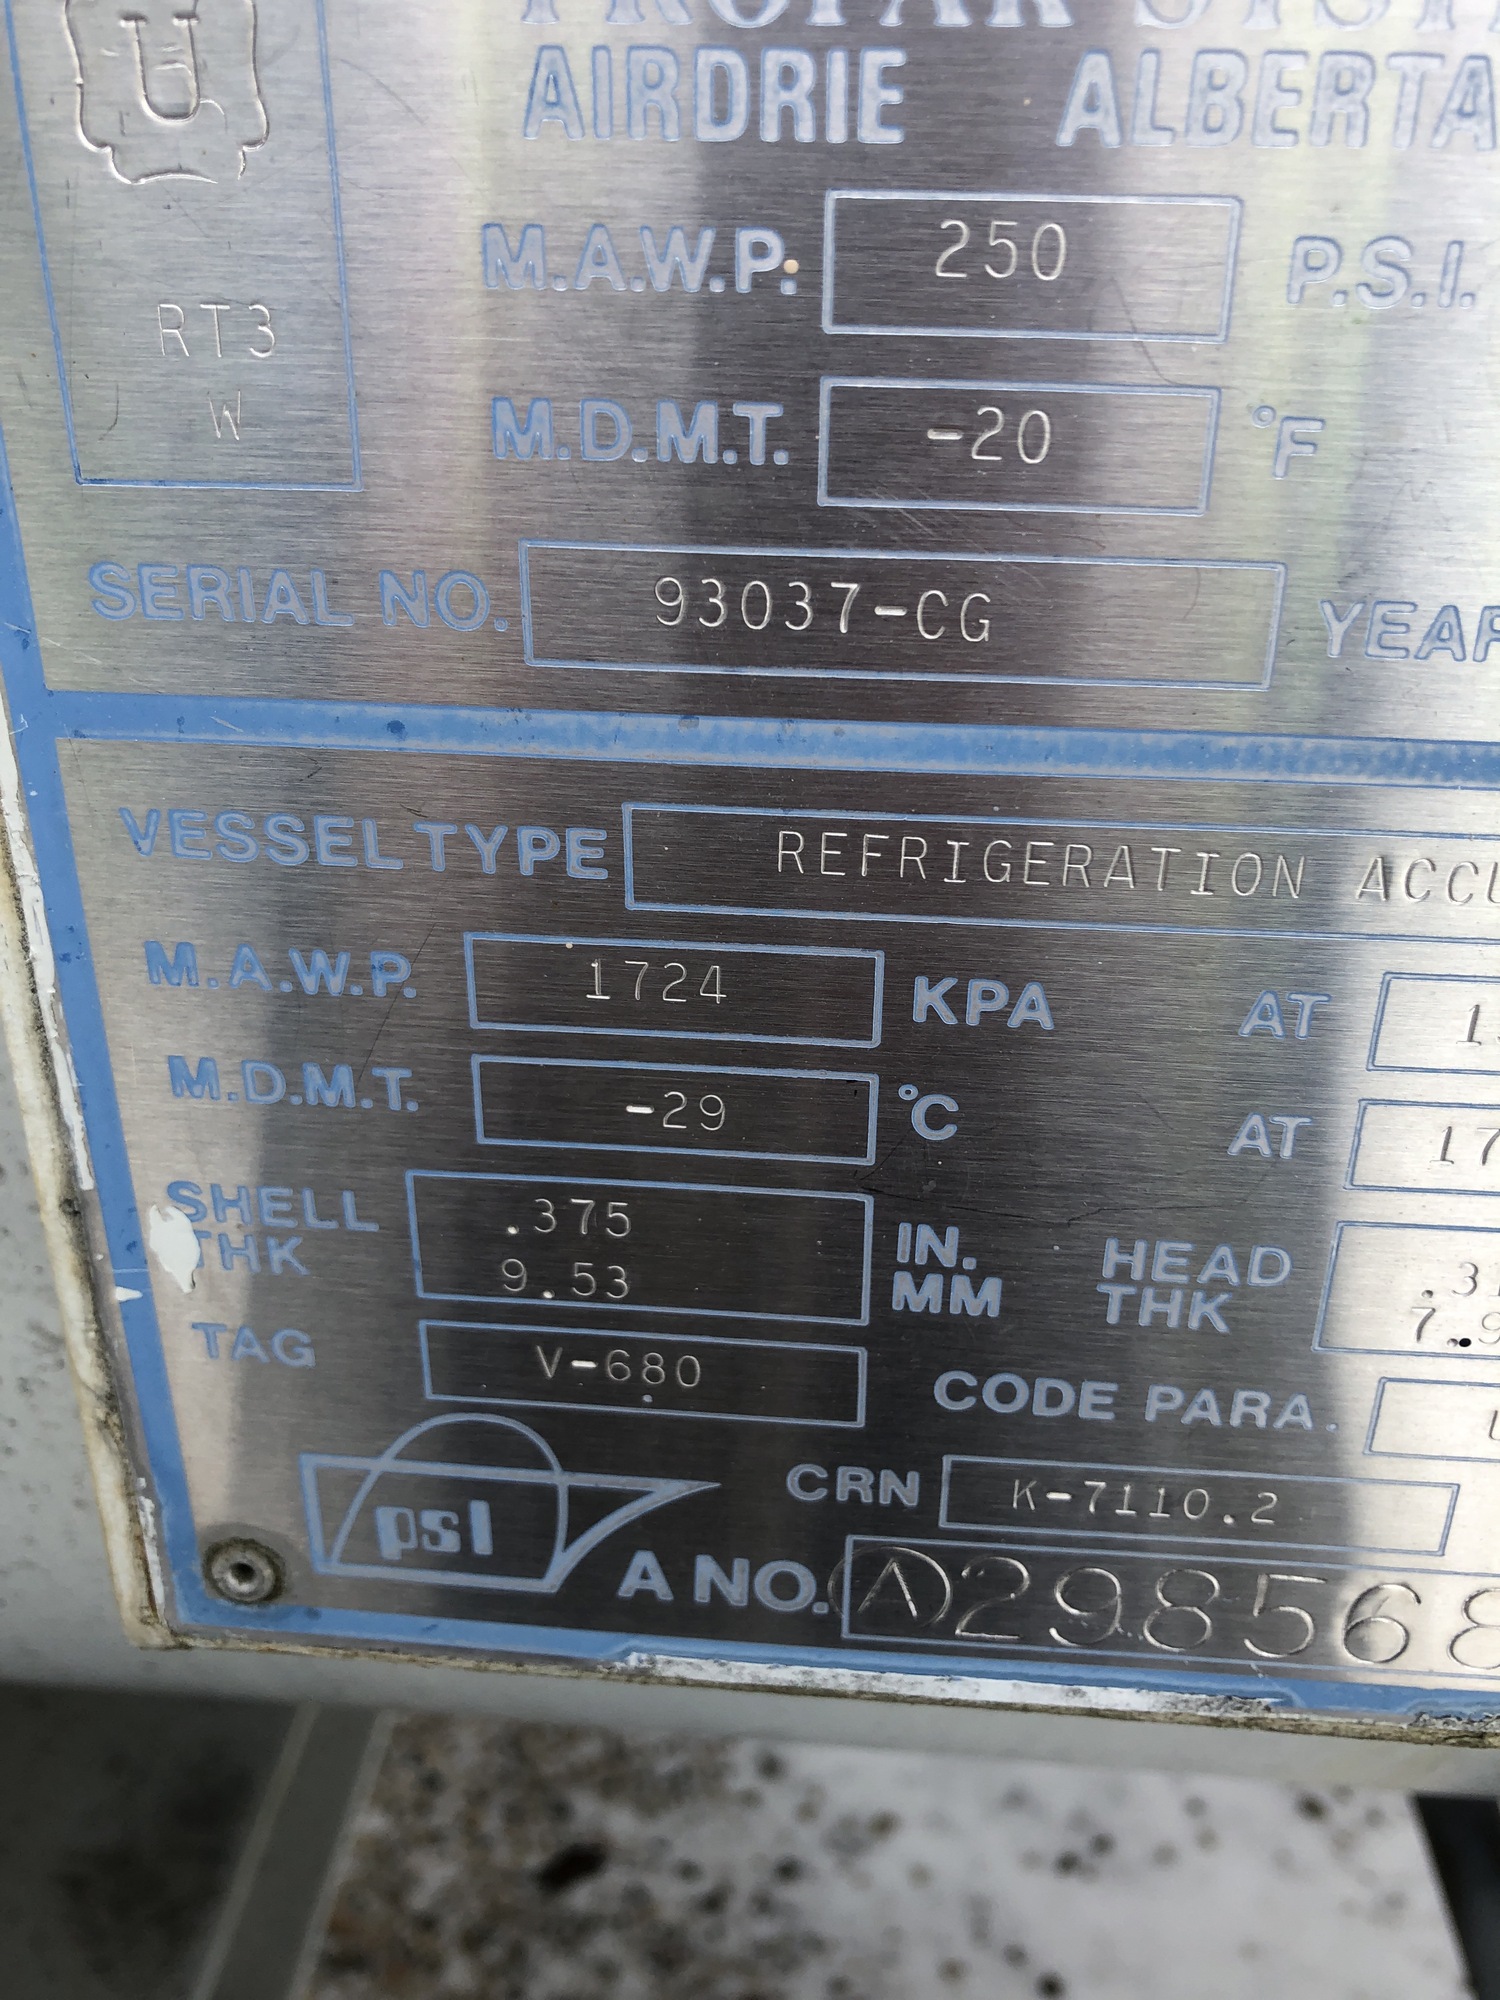 U
AIRDRIE ALBERTA
RT3
W
M.A.W.P: 250 P.S.I.
M.D.M.T. -20 °F
SERIAL NO. 93037-CG
VESSEL TYPE REFRIGERATION
M.A.W.P. 1724 KPA AT
M.D.M.T. -29 °C AT
SHELL THK .375 IN.
9.53 MM
HEAD THK
TAG V-680 CODE PARA.
psl
CRN K-7110.2
A NO. A 298568